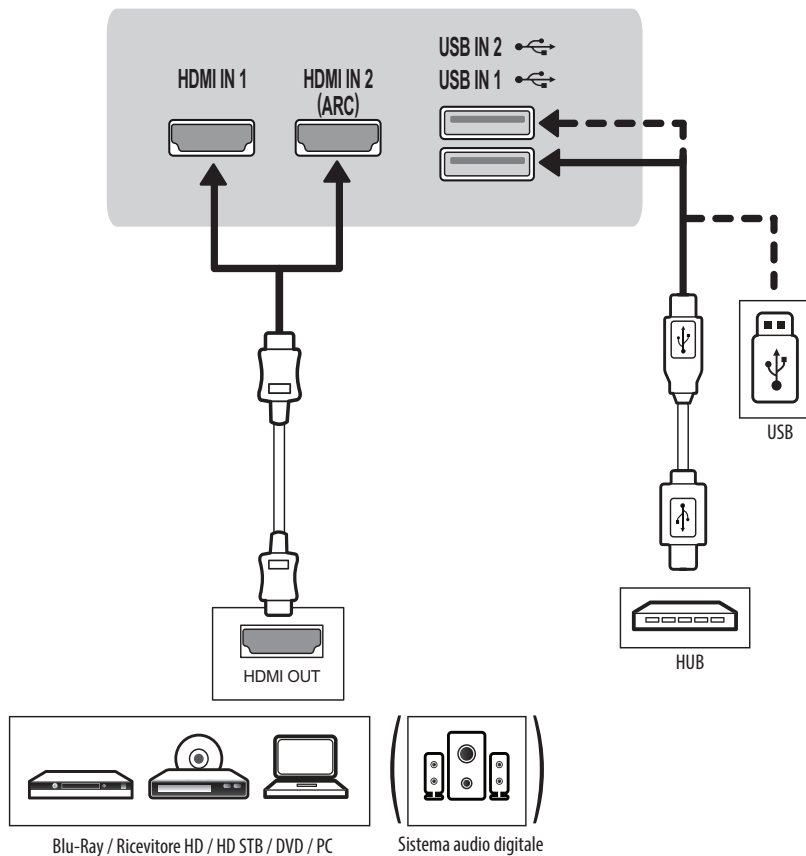 USB IN 2
HDMI IN 1
HDMI IN 2
(ARC)
USB IN 1
USB
HUB
HDMI OUT
Blu-Ray / Ricevitore HD / HD STB / DVD / PC
Sistema audio digitale